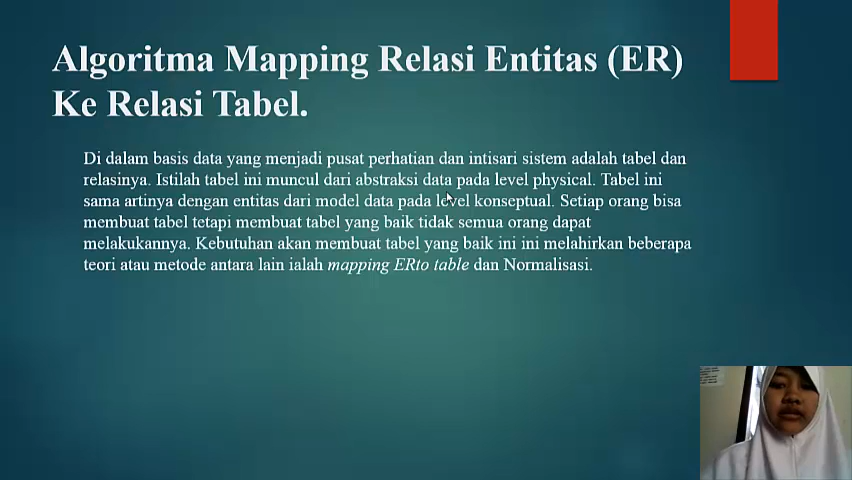 Algoritma Mapping Relasi Entitas (ER)
Ke Relasi Tabel.
Di dalam basis data yang menjadi pusat perhatian dan intisari sistem adalah tabel dan
relasinya. Istilah tabel ini muncul dari abstraksi data pada level physical. Tabel ini
sama artinya dengan entitas dari model data pada level konseptual. Setiap orang bisa
membuat tabel tetapi membuat tabel yang baik tidak semua orang dapat
melakukannya. Kebutuhan akan membuat tabel yang baik ini ini melahirkan beberapa
teori atau metode antara lain ialah mapping ERto table dan Normalisasi.